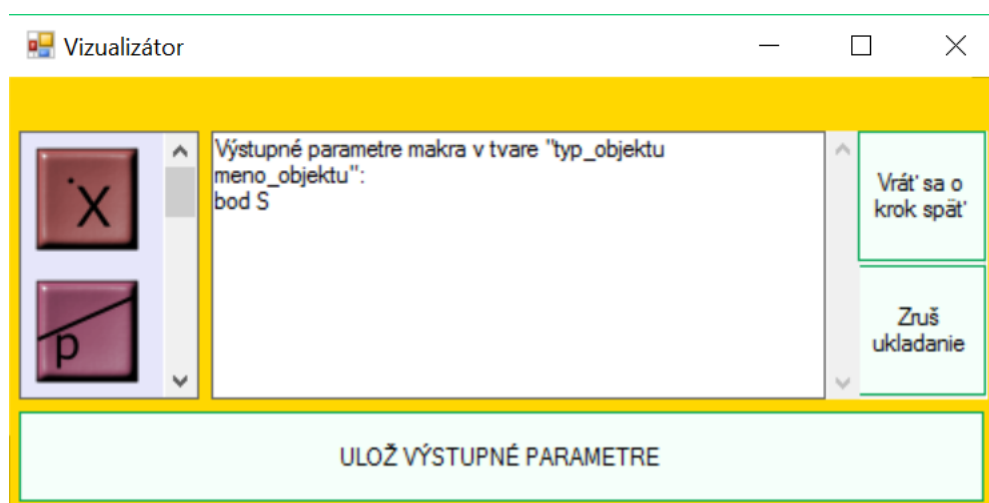 Vizualizátor
X
p
Výstupné parametre makra v tvare "typ_objektu
meno_objektu":
bod S
Vráť sa o
krok späť
Zruš
ukladanie
ULOŽ VÝSTUPNÉ PARAMETRE